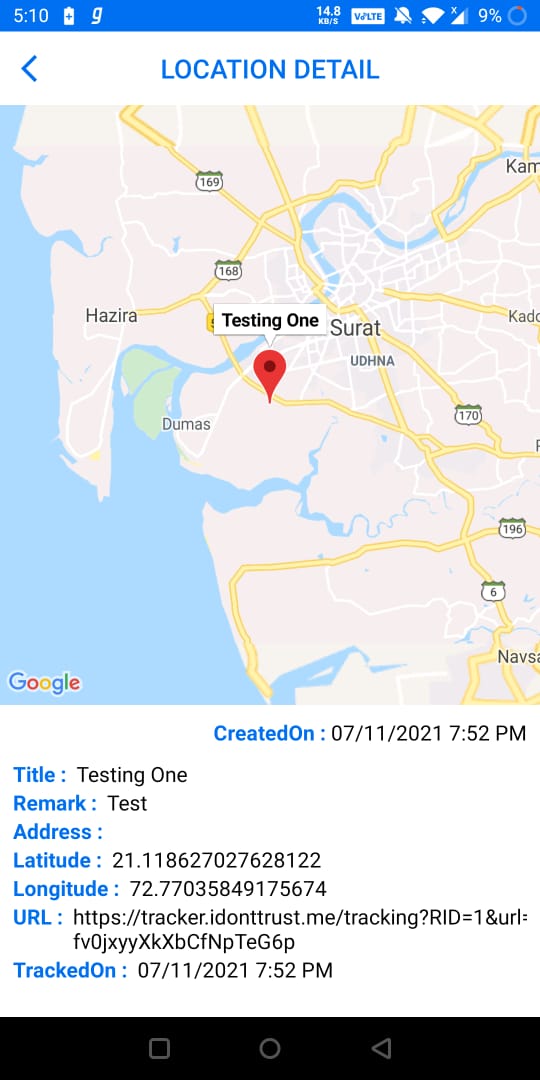 5:10 g 14.8 KB/S VoLTE x 9%
LOCATION DETAIL
Kam
169
168
Hazira
Testing One
Surat
Kado
UDHNA
170
Dumas
196
6
Navsa
Google
CreatedOn : 07/11/2021 7:52 PM
Title : Testing One
Remark : Test
Address :
Latitude : 21.118627027628122
Longitude : 72.77035849175674
URL : https://tracker.idonttrust.me/tracking?RID=1&url=
fv0jxyyXkXbCfNpTeG6p
TrackedOn : 07/11/2021 7:52 PM